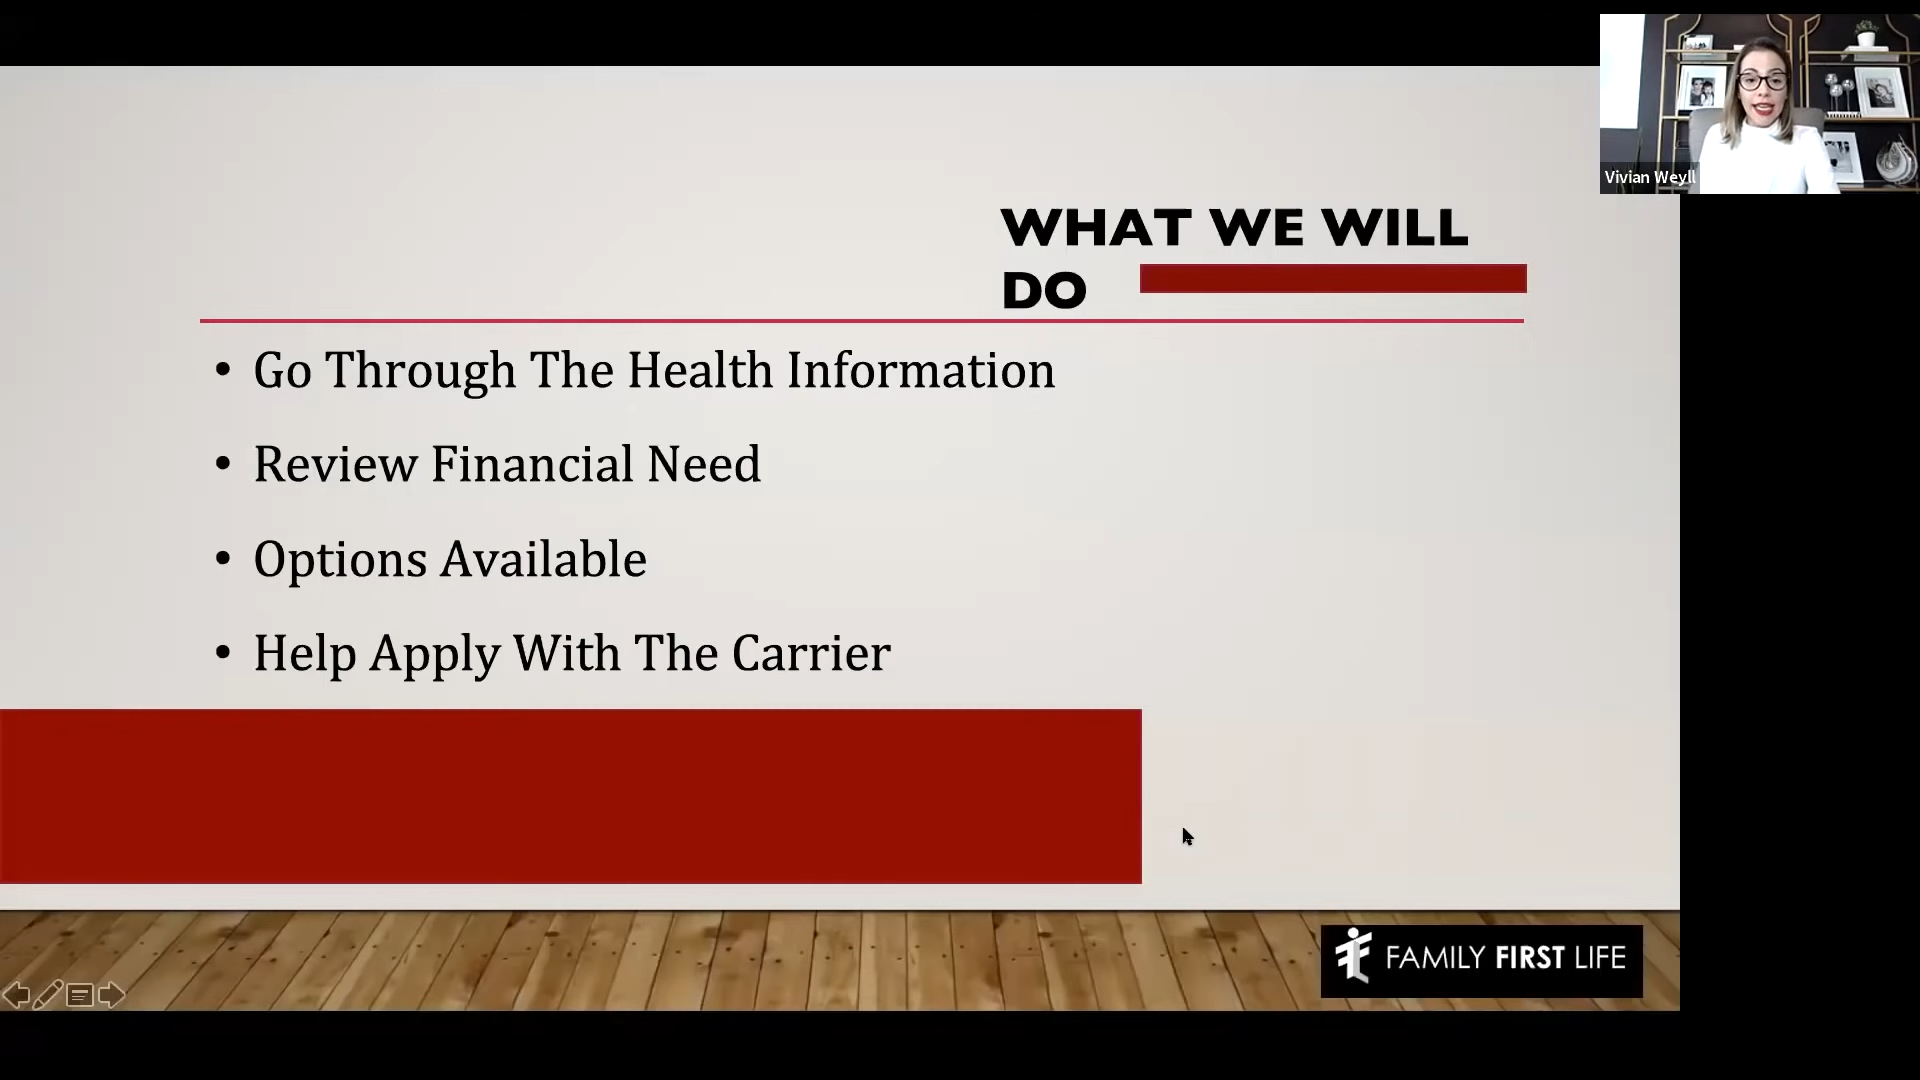 Vivian Weyll
WHAT WE WILL
DO
• Go Through The Health Information
• Review Financial Need
• Options Available
• Help Apply With The Carrier
FAMILY FIRST LIFE